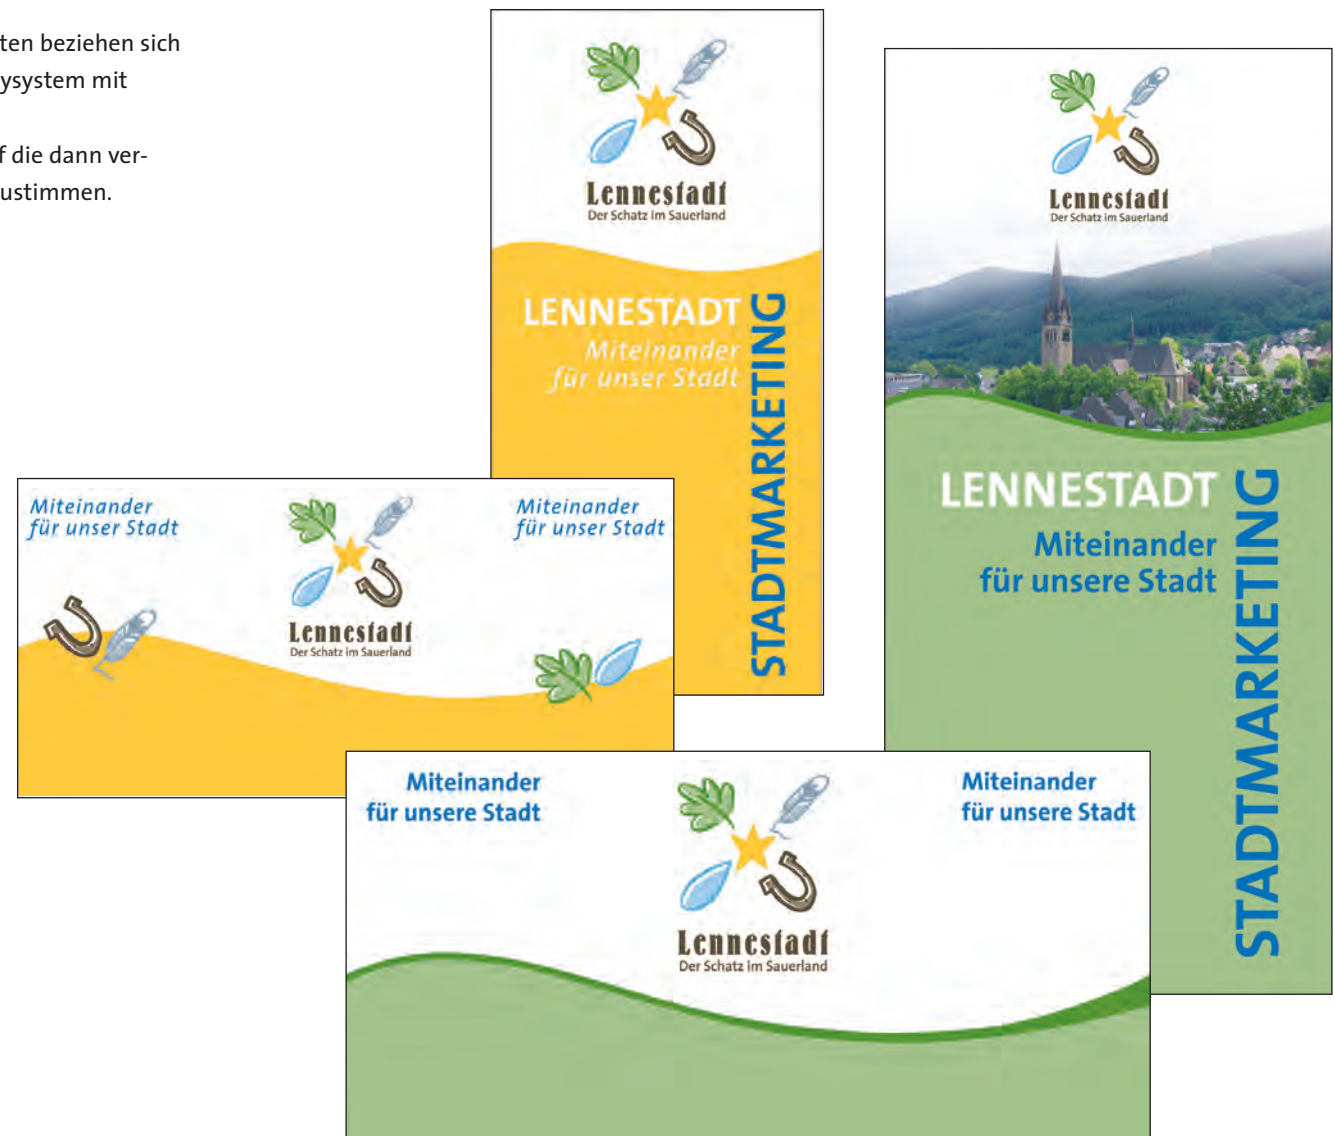 ten beziehen sich
ysystem mit
f die dann ver-
ustimmen.
Lennestadt
Der Schatz im Sauerland
LENNESTADT
Miteinander
für unser Stadt
STADTMARKETING
Lennestadt
Der Schatz im Sauerland
LENNESTADT
Miteinander
für unsere Stadt
STADTMARKETING
Miteinander
für unser Stadt
Lennestadt
Der Schatz im Sauerland
Miteinander
für unser Stadt
Miteinander
für unsere Stadt
Lennestadt
Der Schatz im Sauerland
Miteinander
für unsere Stadt